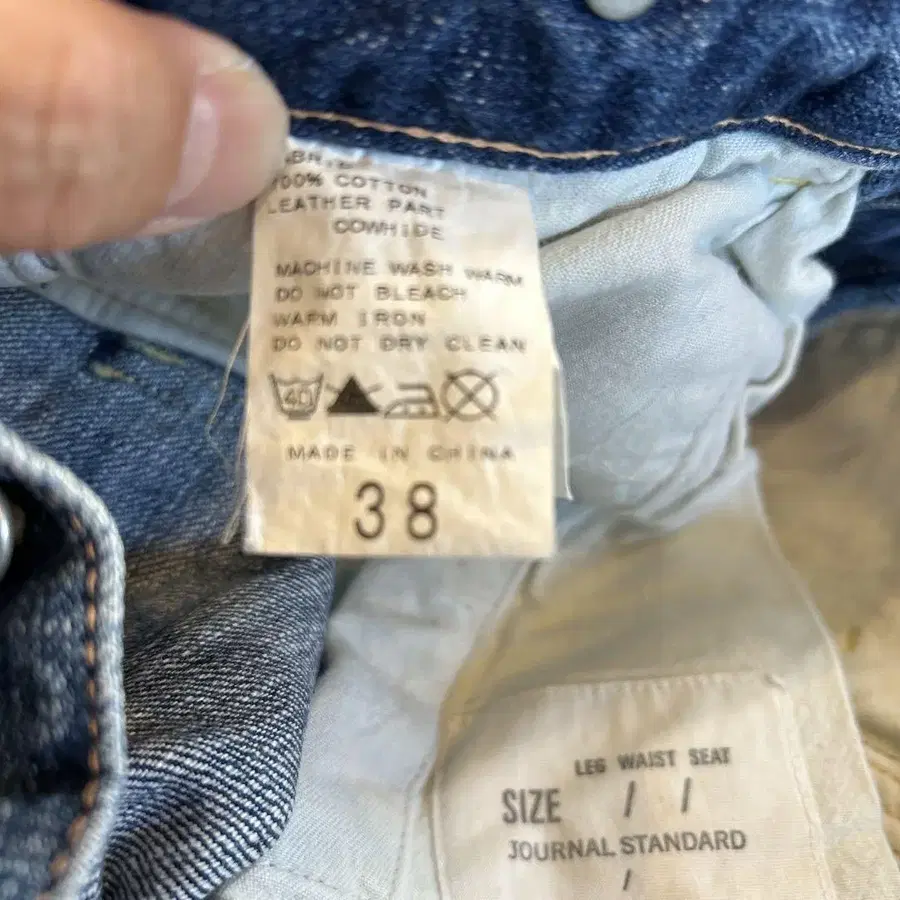 100% COTTON
LEATHER PART
COWHIDE
MACHINE WASH WARM
DO NOT BLEACH
WARM IRON
DO NOT DRY CLEAN
40
MADE IN CHINA
38
LEG WAIST SEAT
SIZE / /
JOURNAL STANDARD
/